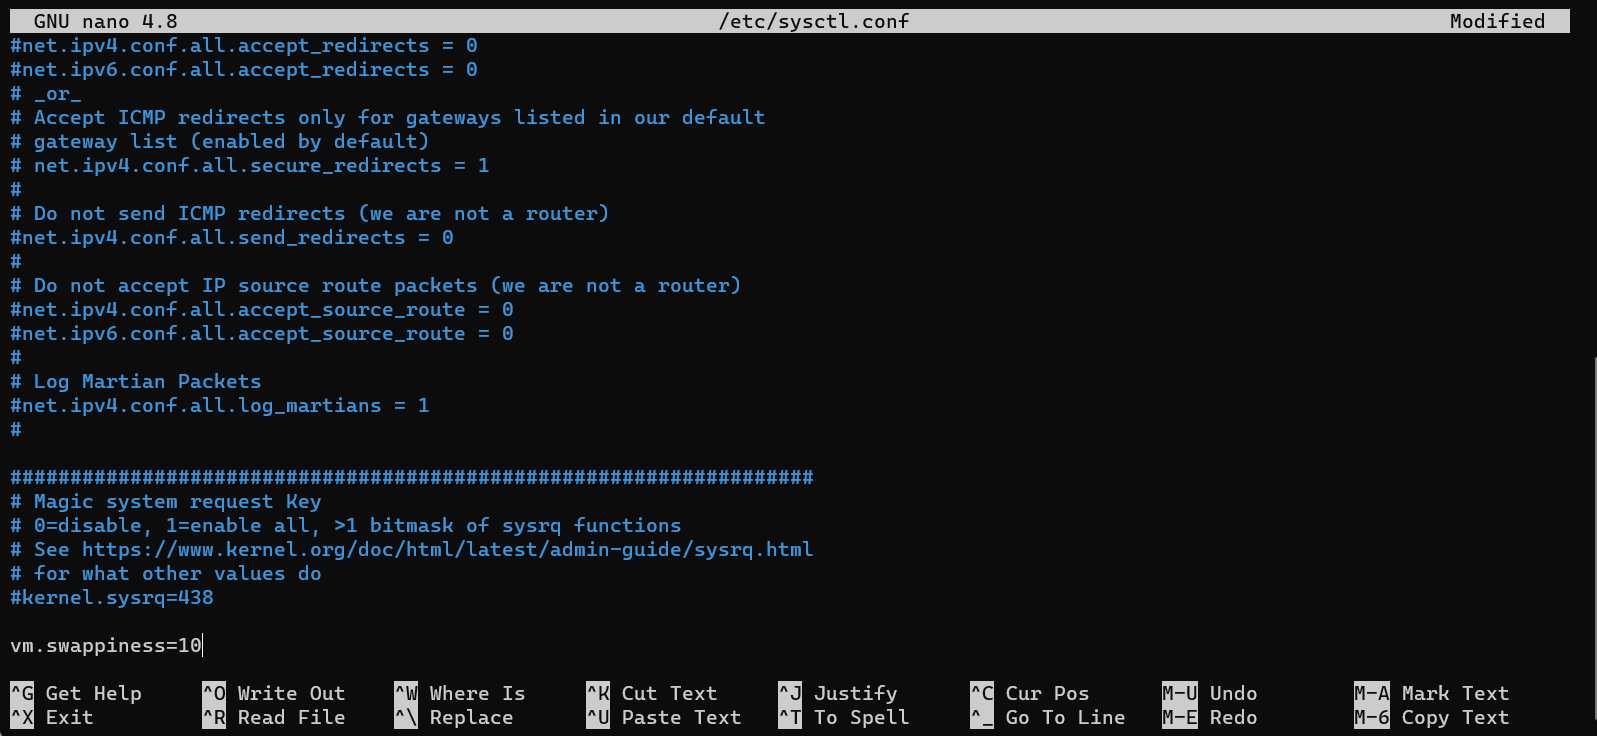 GNU nano 4.8 /etc/sysctl.conf Modified
#net.ipv4.conf.all.accept_redirects = 0
#net.ipv6.conf.all.accept_redirects = 0
# _or_
# Accept ICMP redirects only for gateways listed in our default
# gateway list (enabled by default)
# net.ipv4.conf.all.secure_redirects = 1
#
# Do not send ICMP redirects (we are not a router)
#net.ipv4.conf.all.send_redirects = 0
#
# Do not accept IP source route packets (we are not a router)
#net.ipv4.conf.all.accept_source_route = 0
#net.ipv6.conf.all.accept_source_route = 0
#
# Log Martian Packets
#net.ipv4.conf.all.log_martians = 1
#
###################################################################
# Magic system request Key
# 0=disable, 1=enable all, >1 bitmask of sysrq functions
# See https://www.kernel.org/doc/html/latest/admin-guide/sysrq.html
# for what other values do
#kernel.sysrq=438
vm.swappiness=10
^G Get Help ^O Write Out ^W Where Is ^K Cut Text ^J Justify ^C Cur Pos M-U Undo M-A Mark Text
^X Exit ^R Read File ^\ Replace ^U Paste Text ^T To Spell ^_ Go To Line M-E Redo M-6 Copy Text